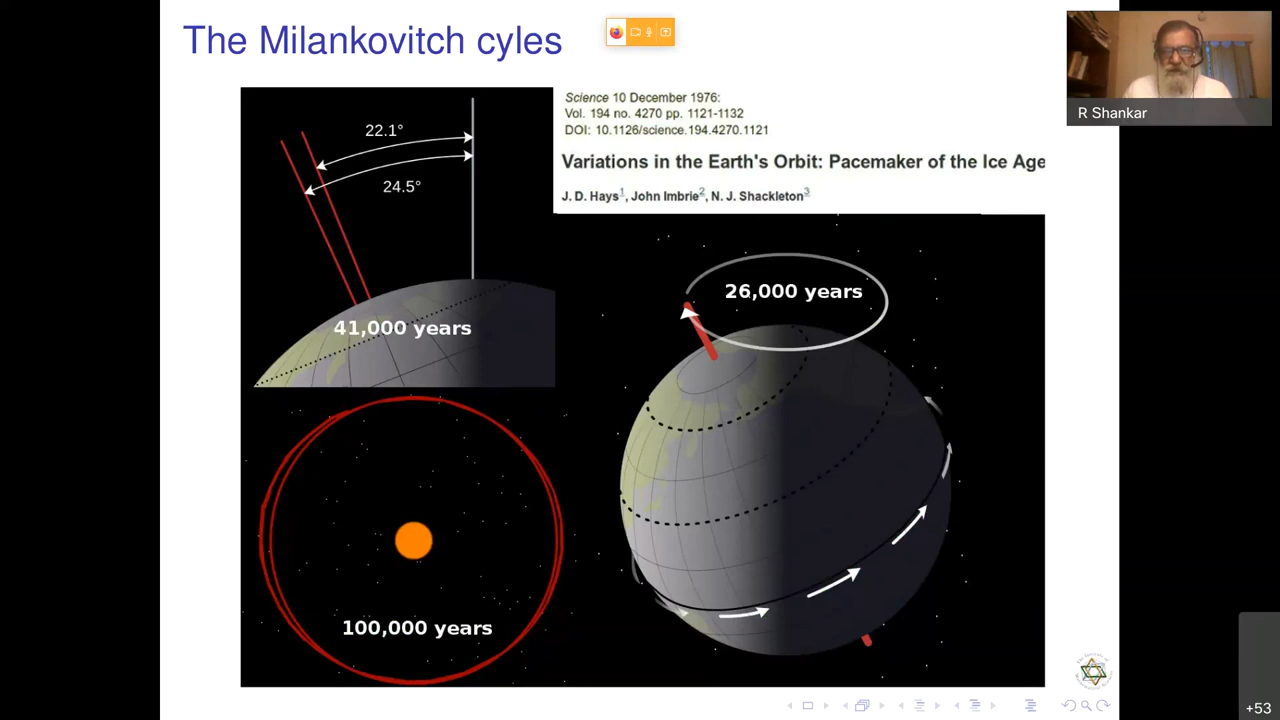 The Milankovitch cyles
R Shankar
Science 10 December 1976:
Vol. 194 no. 4270 pp. 1121-1132
DOI: 10.1126/science.194.4270.1121
Variations in the Earth's Orbit: Pacemaker of the Ice Age
J. D. Hays1, John Imbrie2, N. J. Shackleton3
22.1°
24.5°
41,000 years
26,000 years
100,000 years
+53